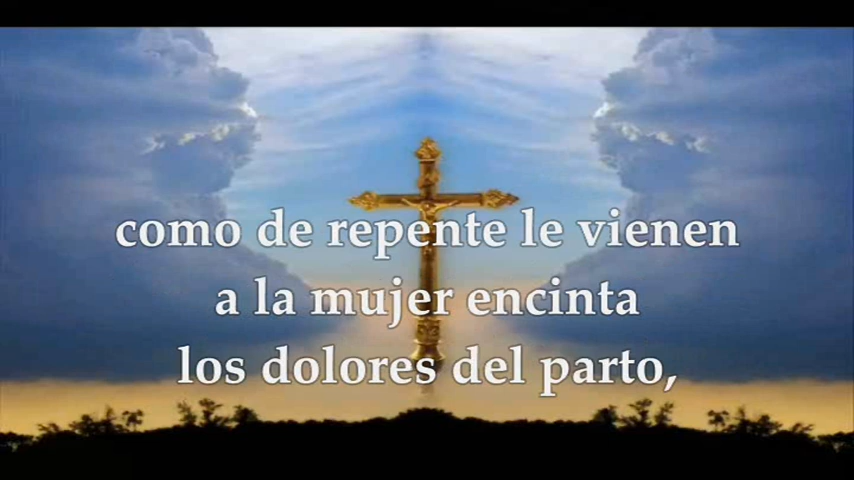 como de repente le vienen
a la mujer encinta
los dolores del parto,